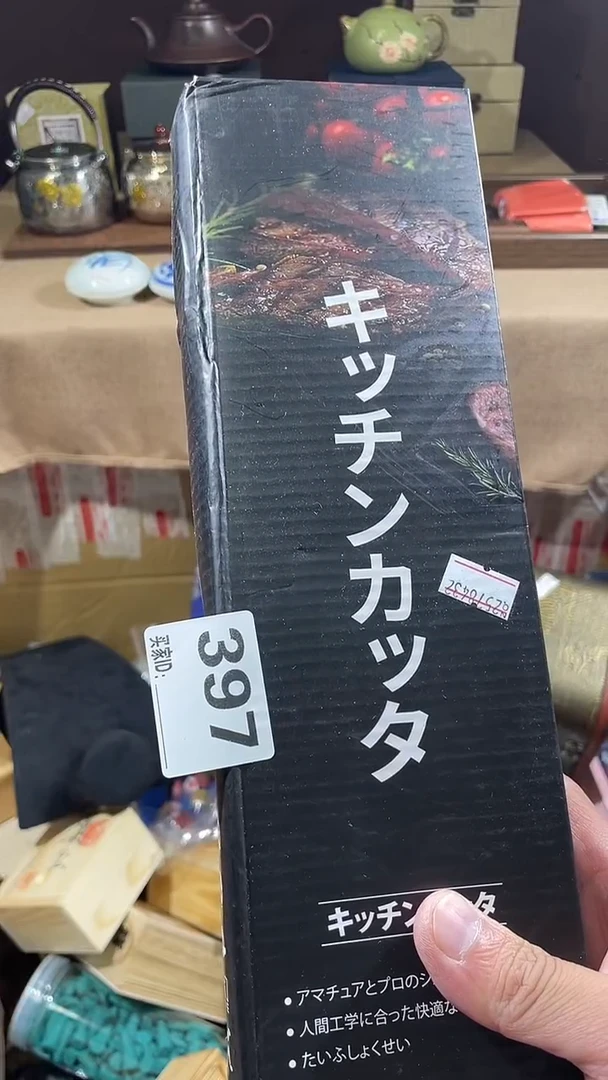 キッチンカッタ
397
买家ID:
キッチン
アマチュアとプロのシ
人間工学に合った快適な
たいふしょくせい